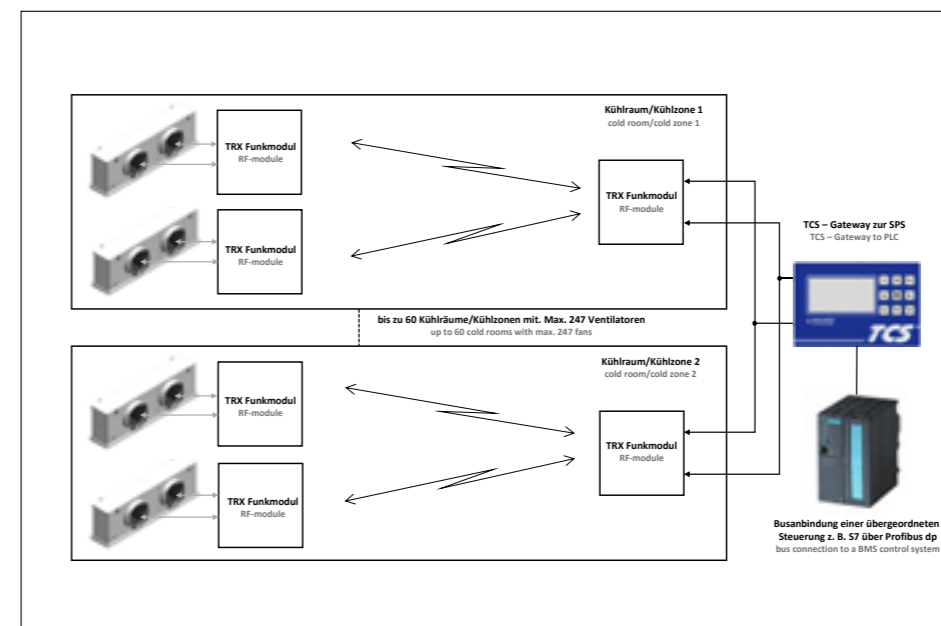 Kühlraum/Kühlzone 1
cold room/cold zone 1
TRX Funkmodul
RF-module
TRX Funkmodul
RF-module
TRX Funkmodul
RF-module
TCS – Gateway zur SPS
TCS – Gateway to PLC
TCS
bis zu 60 Kühlräume/Kühlzonen mit. Max. 247 Ventilatoren
up to 60 cold rooms with max. 247 fans
Kühlraum/Kühlzone 2
cold room/cold zone 2
TRX Funkmodul
RF-module
TRX Funkmodul
RF-module
TRX Funkmodul
RF-module
Busanbindung einer übergeordneten
Steuerung z. B. S7 über Profibus dp
bus connection to a BMS control system